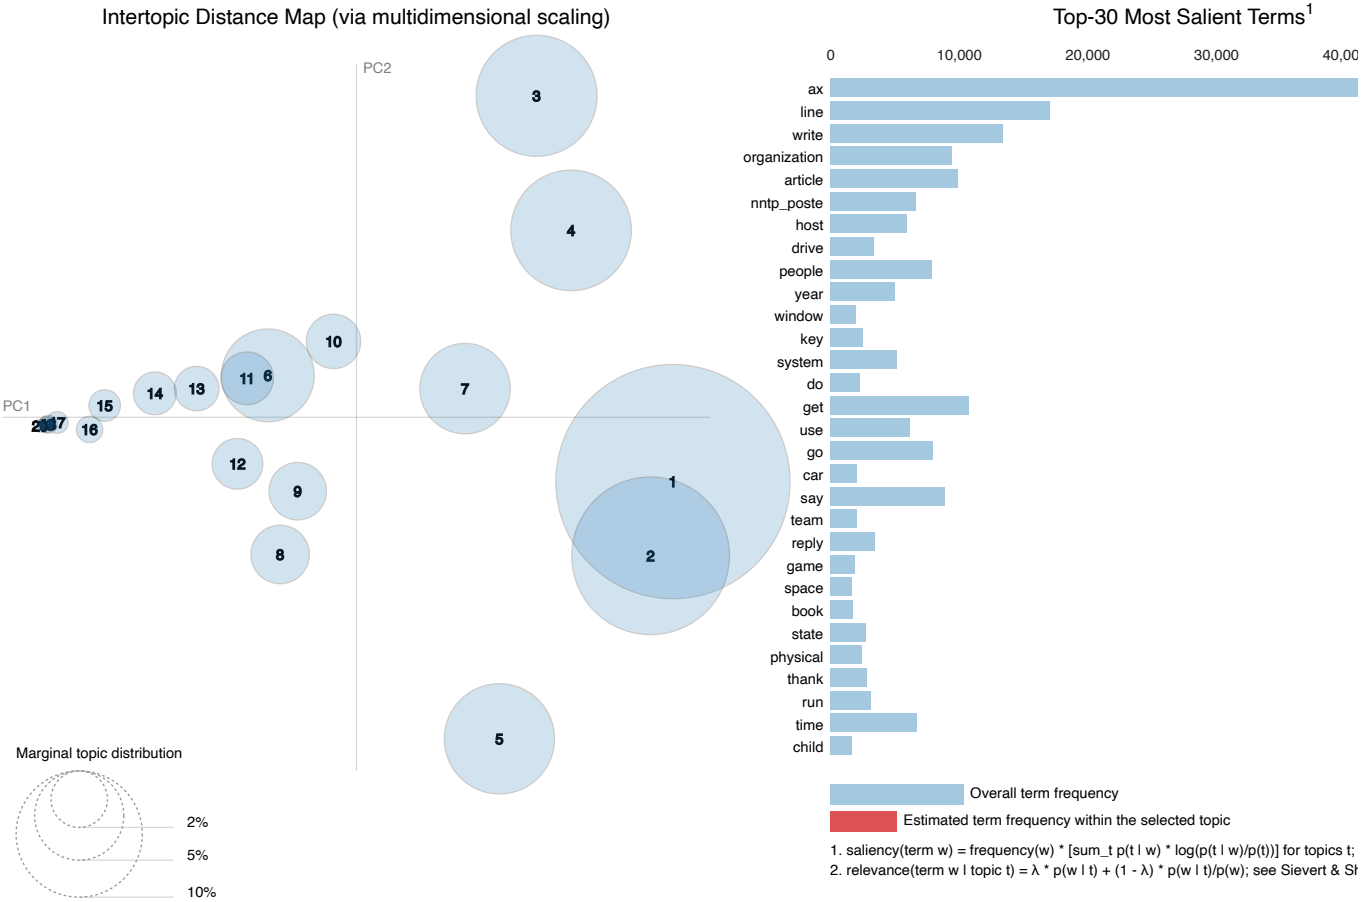 Intertopic Distance Map (via multidimensional scaling)
PC2
PC1
3
4
10
11
6
7
13
14
15
16
12
9
8
1
2
5
Marginal topic distribution
2%
5%
10%
Top-30 Most Salient Terms1
0 10,000 20,000 30,000 40,00
ax
line
write
organization
article
nntp_poste
host
drive
people
year
window
key
system
do
get
use
go
car
say
team
reply
game
space
book
state
physical
thank
run
time
child
Overall term frequency
Estimated term frequency within the selected topic
1. saliency(term w) = frequency(w) * [sum_t p(t | w) * log(p(t | w)/p(t))] for topics t;
2. relevance(term w | topic t) = λ * p(w | t) + (1 - λ) * p(w | t)/p(w); see Sievert & Sh